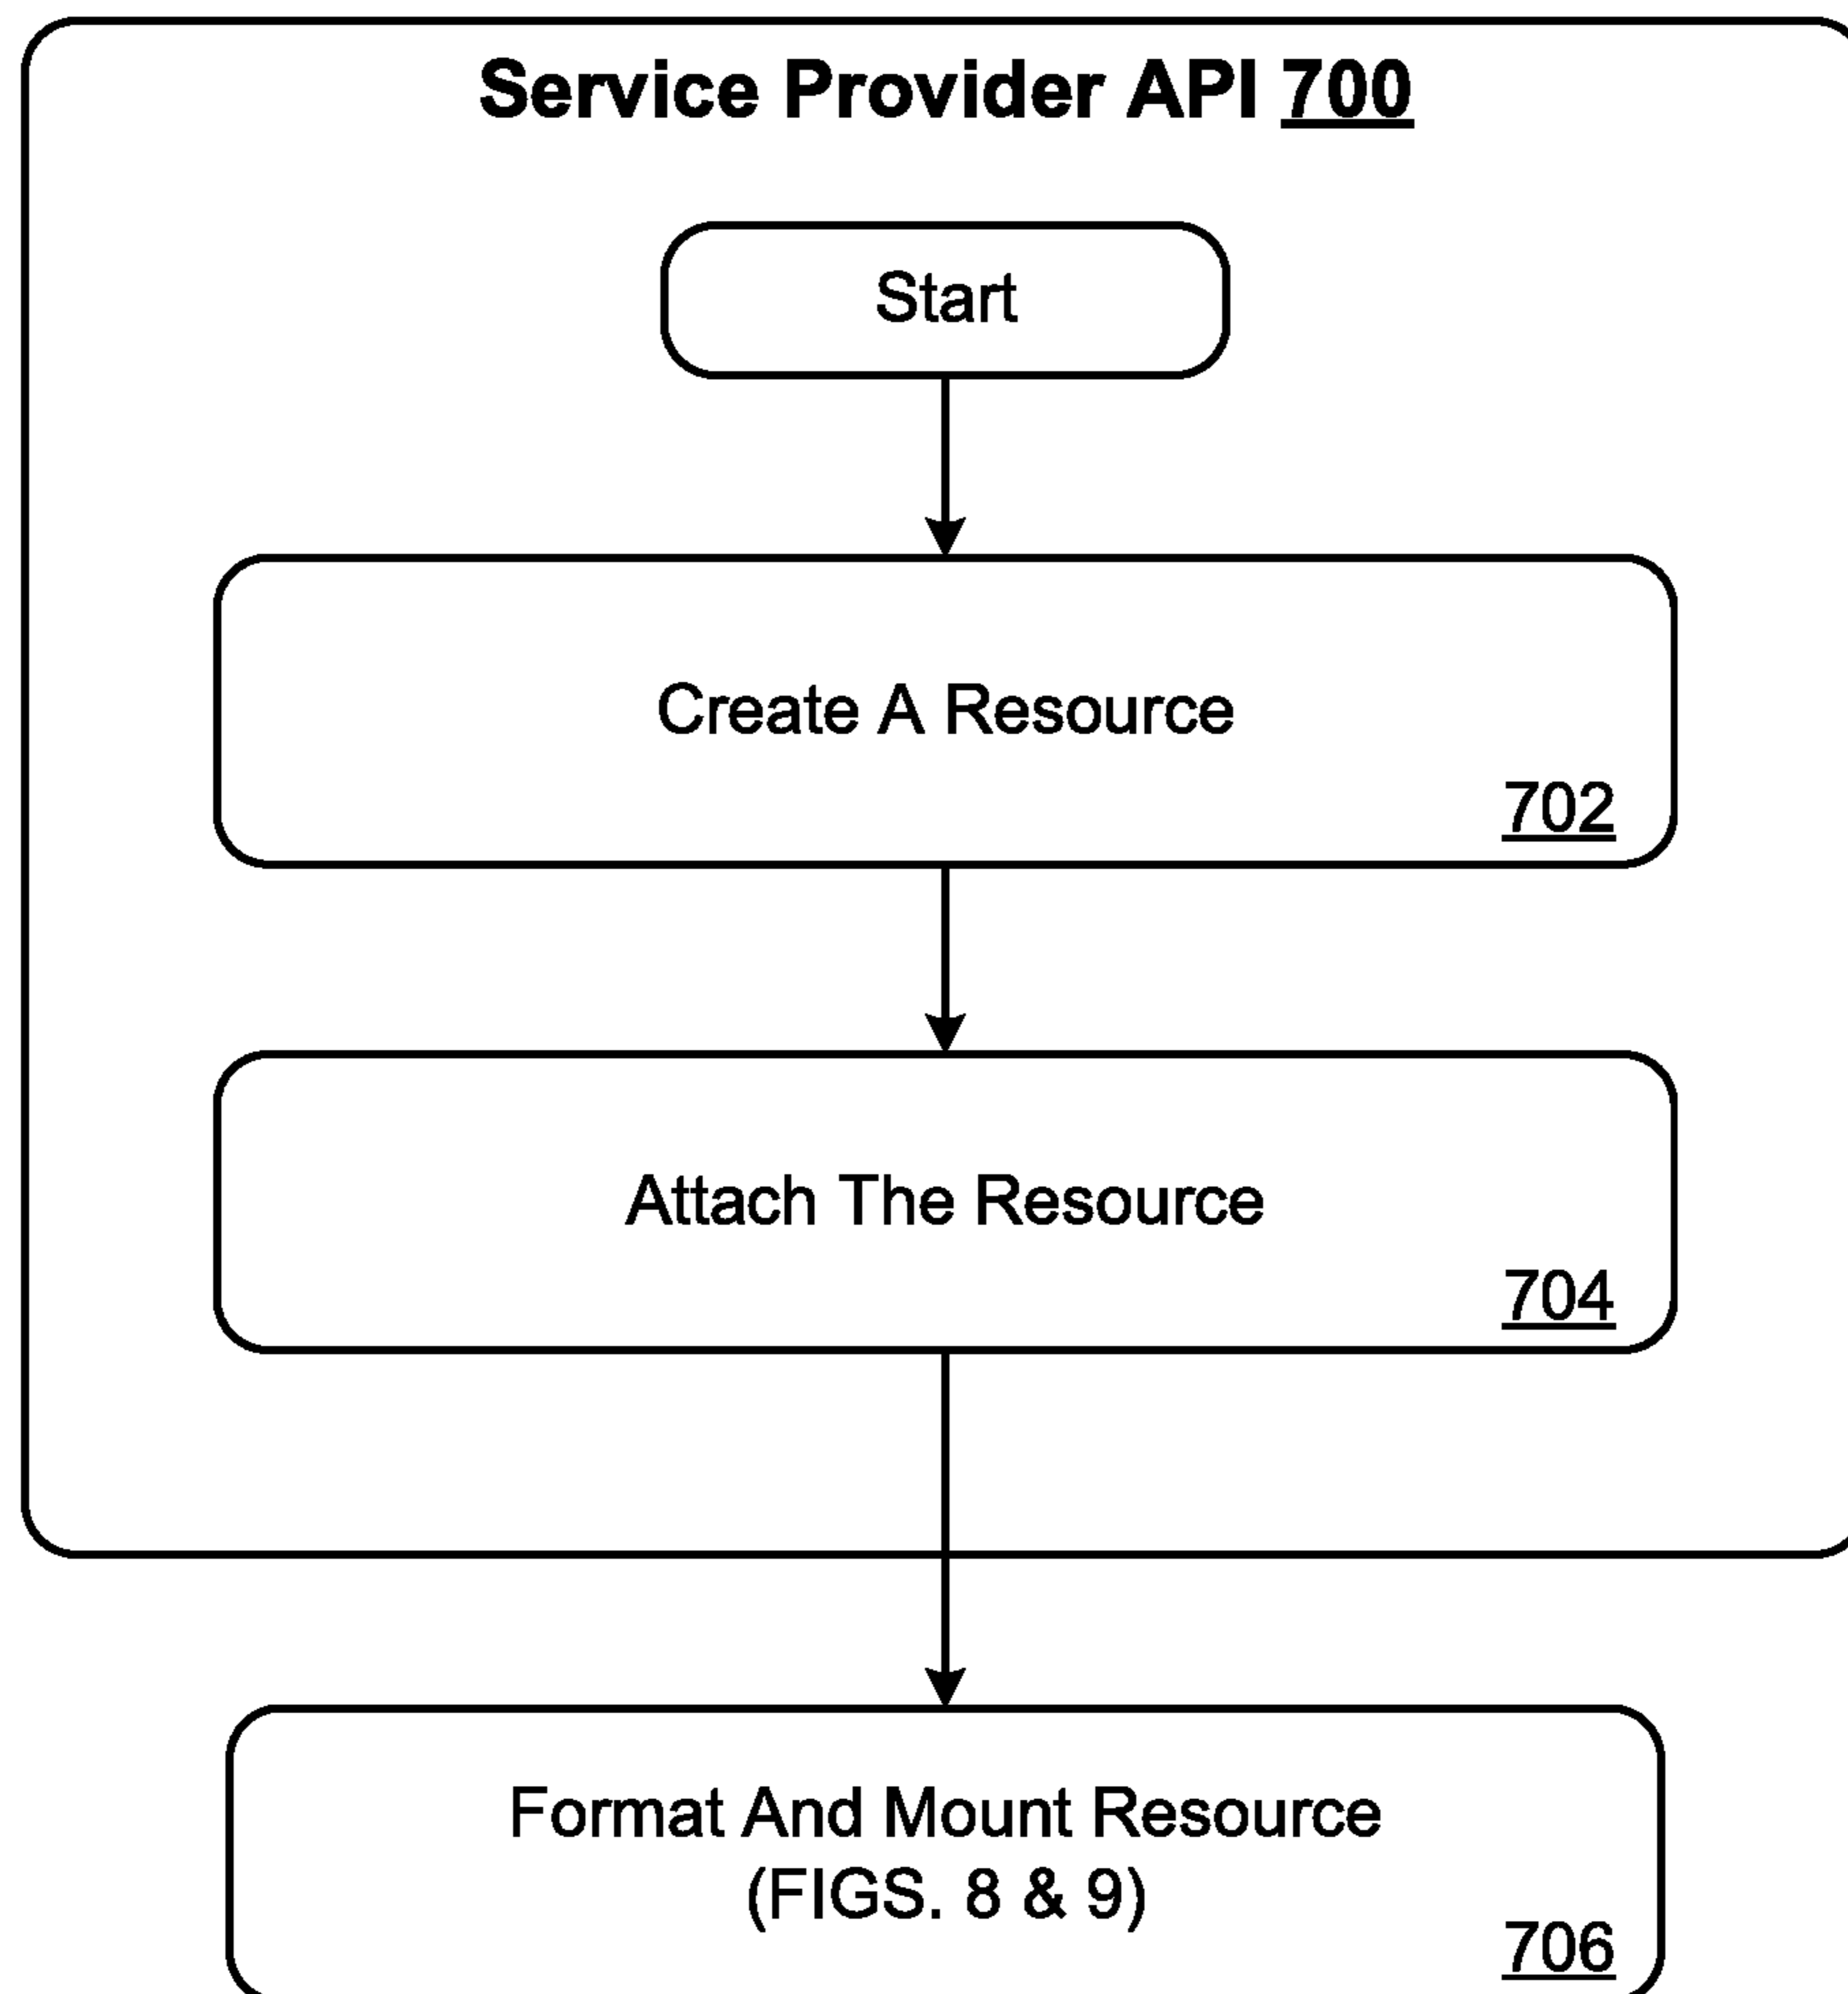 Service Provider API 700
Start
Create A Resource
702
Attach The Resource
704
Format And Mount Resource
(FIGS. 8 & 9)
706